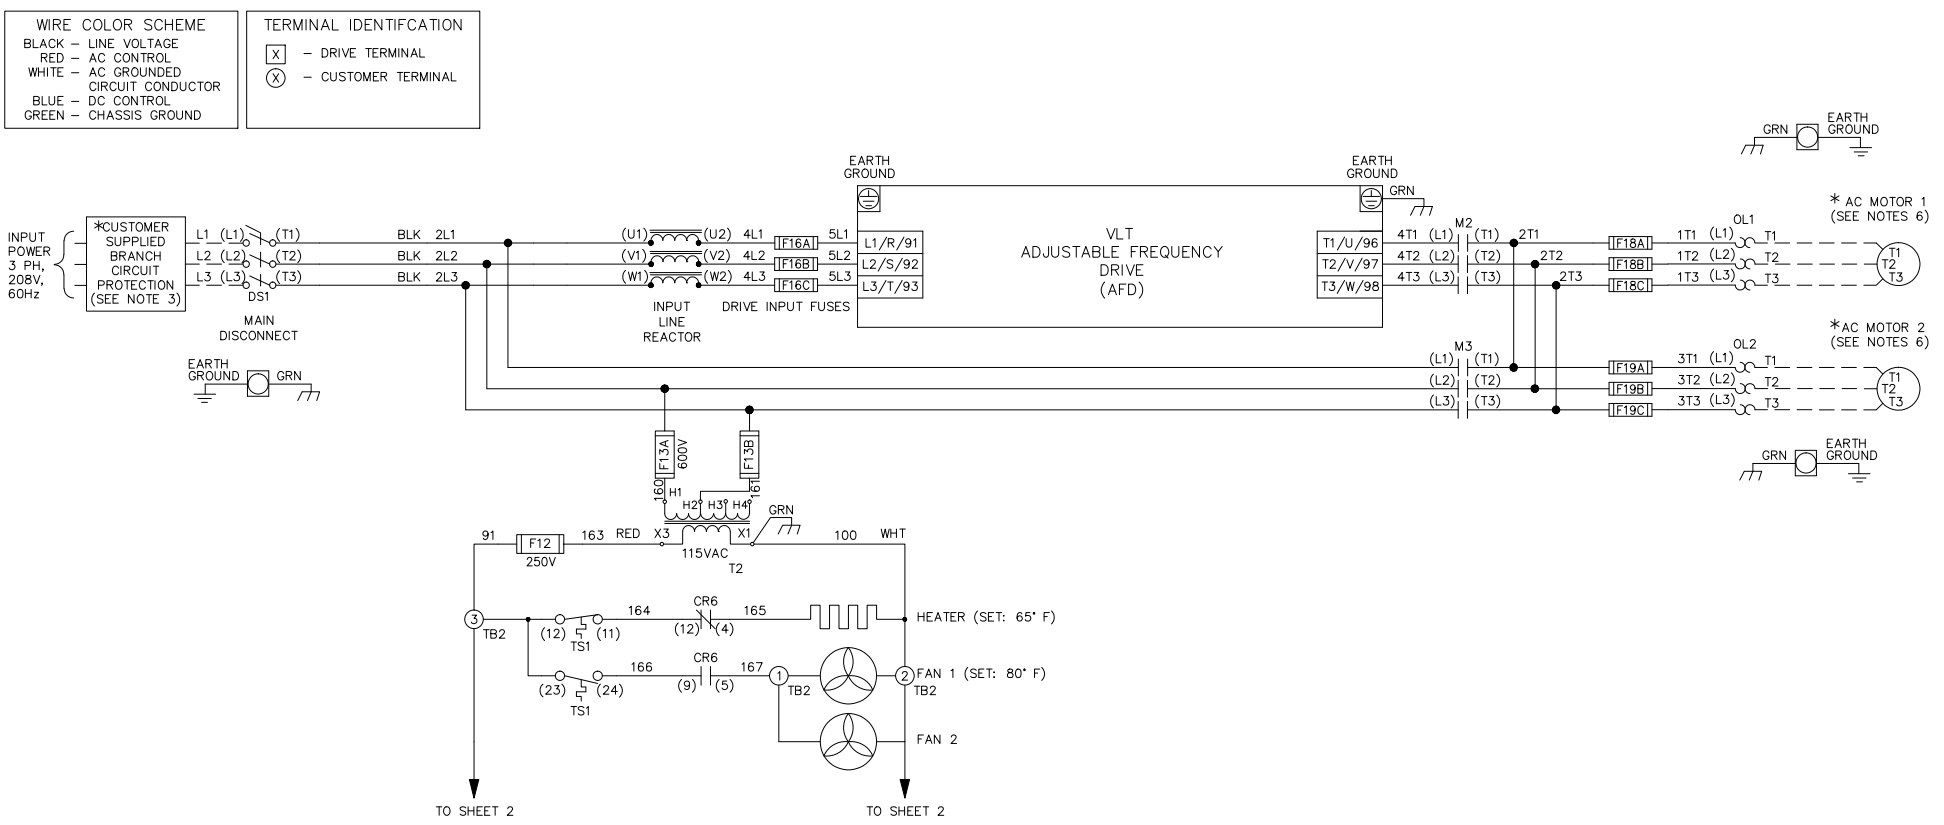 WIRE COLOR SCHEME
BLACK – LINE VOLTAGE
RED – AC CONTROL
WHITE – AC GROUNDED
CIRCUIT CONDUCTOR
BLUE – DC CONTROL
GREEN – CHASSIS GROUND
TERMINAL IDENTIFCATION
X – DRIVE TERMINAL
X – CUSTOMER TERMINAL
INPUT
POWER
3 PH,
208V,
60Hz
*CUSTOMER
SUPPLIED
BRANCH
CIRCUIT
PROTECTION
(SEE NOTE 3)
L1 (L1) (T1) BLK 2L1 (U1) (U2) 4L1 F16A 5L1 L1/R/91
L2 (L2) (T2) BLK 2L2 (V1) (V2) 4L2 F16B 5L2 L2/S/92
L3 (L3) (T3) BLK 2L3 (W1) (W2) 4L3 F16C 5L3 L3/T/93
DS1
MAIN
DISCONNECT
EARTH
GROUND GRN
INPUT
LINE
REACTOR
DRIVE INPUT FUSES
EARTH
GROUND
VLT
ADJUSTABLE FREQUENCY
DRIVE
(AFD)
EARTH
GROUND
GRN
M2
T1/U/96 4T1 (L1) (T1) 2T1 F18A 1T1 (L1) T1
T2/V/97 4T2 (L2) (T2) 2T2 F18B 1T2 (L2) T2
T3/W/98 4T3 (L3) (T3) 2T3 F18C 1T3 (L3) T3
OL1
GRN EARTH
GROUND
* AC MOTOR 1
(SEE NOTES 6)
T1
T2
T3
M3
(L1) (T1) F19A 3T1 (L1) T1
(L2) (T2) F19B 3T2 (L2) T2
(L3) (T3) F19C 3T3 (L3) T3
OL2
*AC MOTOR 2
(SEE NOTES 6)
T1
T2
T3
GRN EARTH
GROUND
F13A
600V
F13B
160
161
H1
H2 H3 H4
GRN
91 F12 163 RED X3 X1 100 WHT
250V
115VAC
T2
3
TB2
(12) (11)
TS1
164
CR6
(12) (4)
165
HEATER (SET: 65° F)
(23) (24)
TS1
166
CR6
(9) (5)
167
1
TB2
2
TB2
FAN 1 (SET: 80° F)
FAN 2
TO SHEET 2
TO SHEET 2